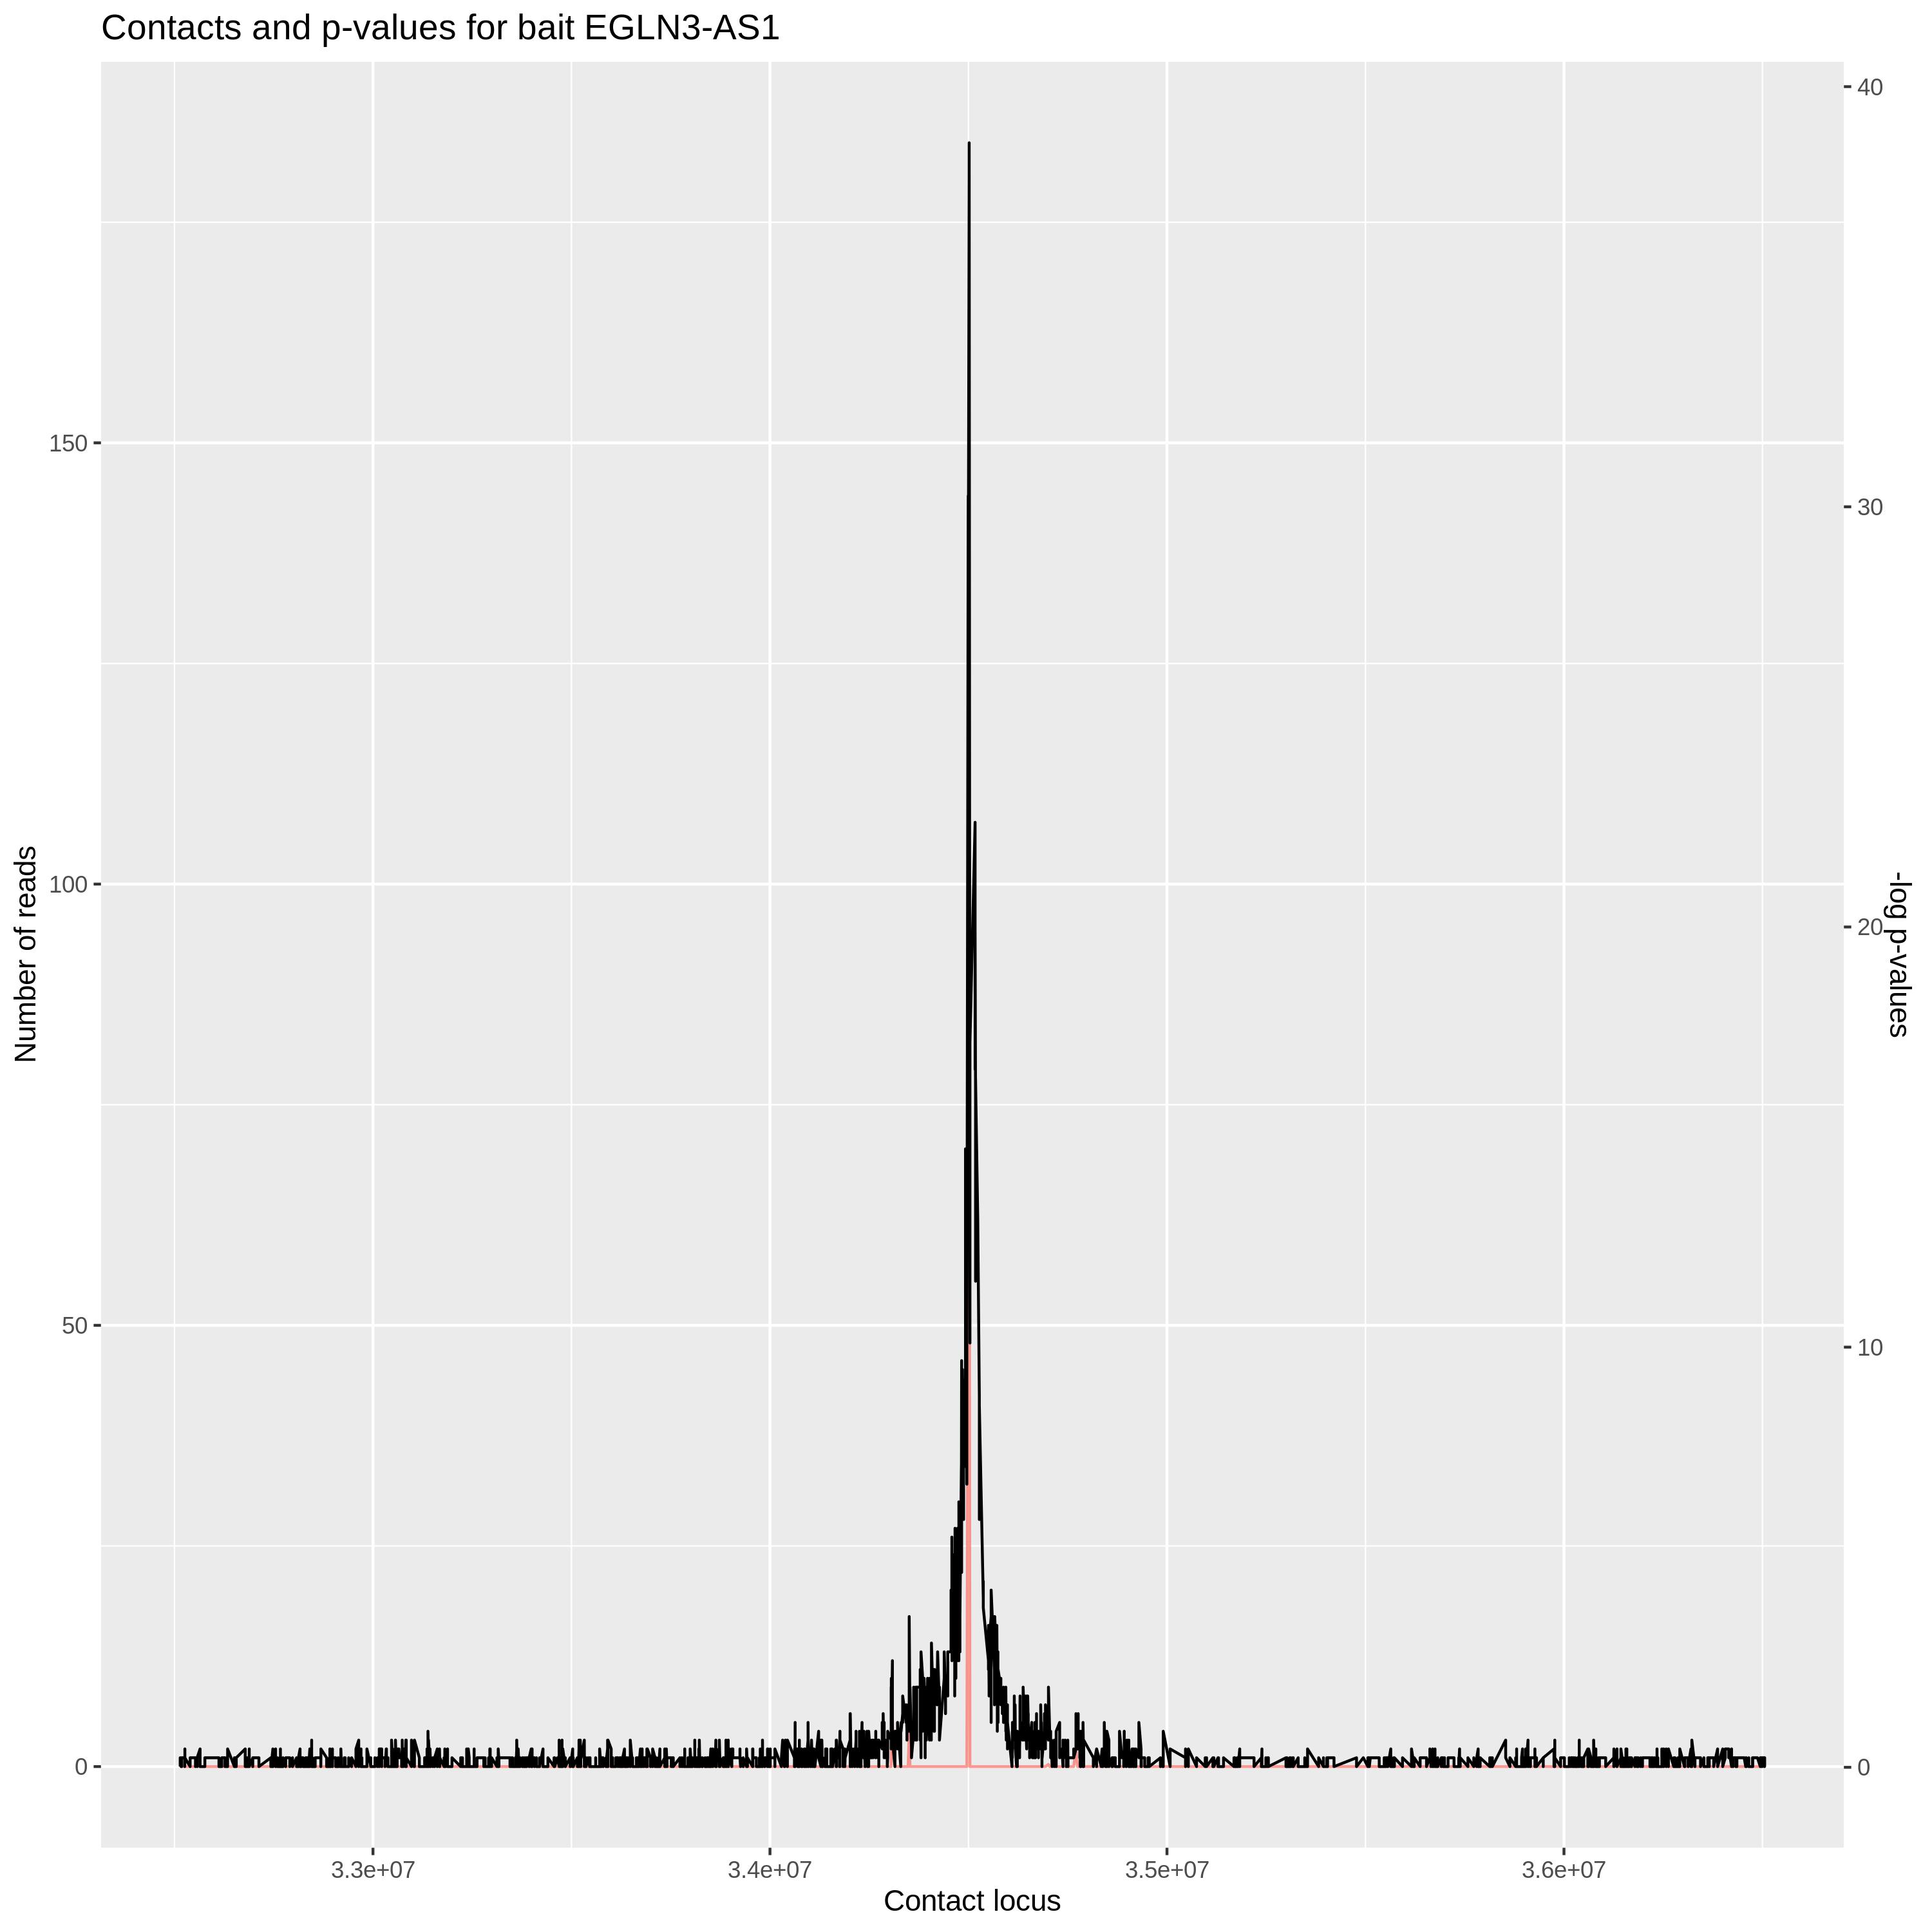 Contacts and p-values for bait EGLN3-AS1
40
150
30
Number of reads
100
20
-log p-values
50
10
0
0
3.3e+07
3.4e+07
3.5e+07
3.6e+07
Contact locus